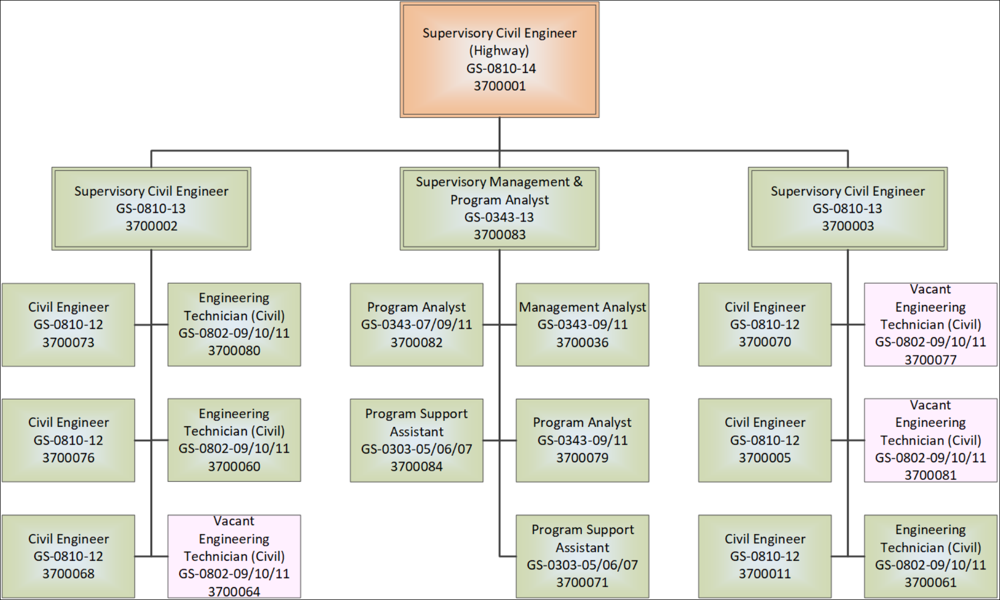 Supervisory Civil Engineer
(Highway)
GS-0810-14
3700001
Supervisory Civil Engineer
GS-0810-13
3700002
Supervisory Management &
Program Analyst
GS-0343-13
3700083
Supervisory Civil Engineer
GS-0810-13
3700003
Civil Engineer
GS-0810-12
3700073
Engineering
Technician (Civil)
GS-0802-09/10/11
3700080
Program Analyst
GS-0343-07/09/11
3700082
Management Analyst
GS-0343-09/11
3700036
Civil Engineer
GS-0810-12
3700070
Vacant
Engineering
Technician (Civil)
GS-0802-09/10/11
3700077
Civil Engineer
GS-0810-12
3700076
Engineering
Technician (Civil)
GS-0802-09/10/11
3700060
Program Support
Assistant
GS-0303-05/06/07
3700084
Program Analyst
GS-0343-09/11
3700079
Civil Engineer
GS-0810-12
3700005
Vacant
Engineering
Technician (Civil)
GS-0802-09/10/11
3700081
Civil Engineer
GS-0810-12
3700068
Vacant
Engineering
Technician (Civil)
GS-0802-09/10/11
3700064
Program Support
Assistant
GS-0303-05/06/07
3700071
Civil Engineer
GS-0810-12
3700011
Engineering
Technician (Civil)
GS-0802-09/10/11
3700061